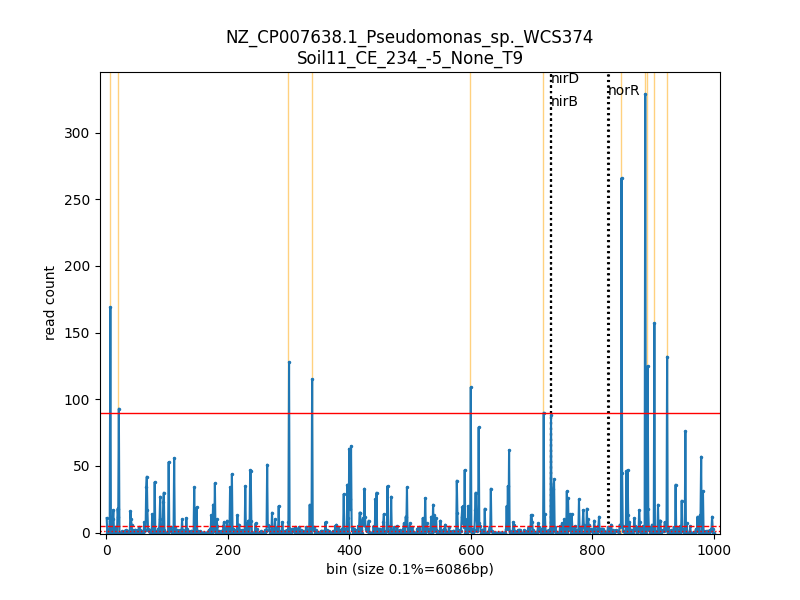 NZ_CP007638.1_Pseudomonas_sp._WCS374
Soil11_CE_234_-5_None_T9
nirD
norR
nirB
300
250
200
150
100
50
0
read count
0 200 400 600 800 1000
bin (size 0.1%=6086bp)